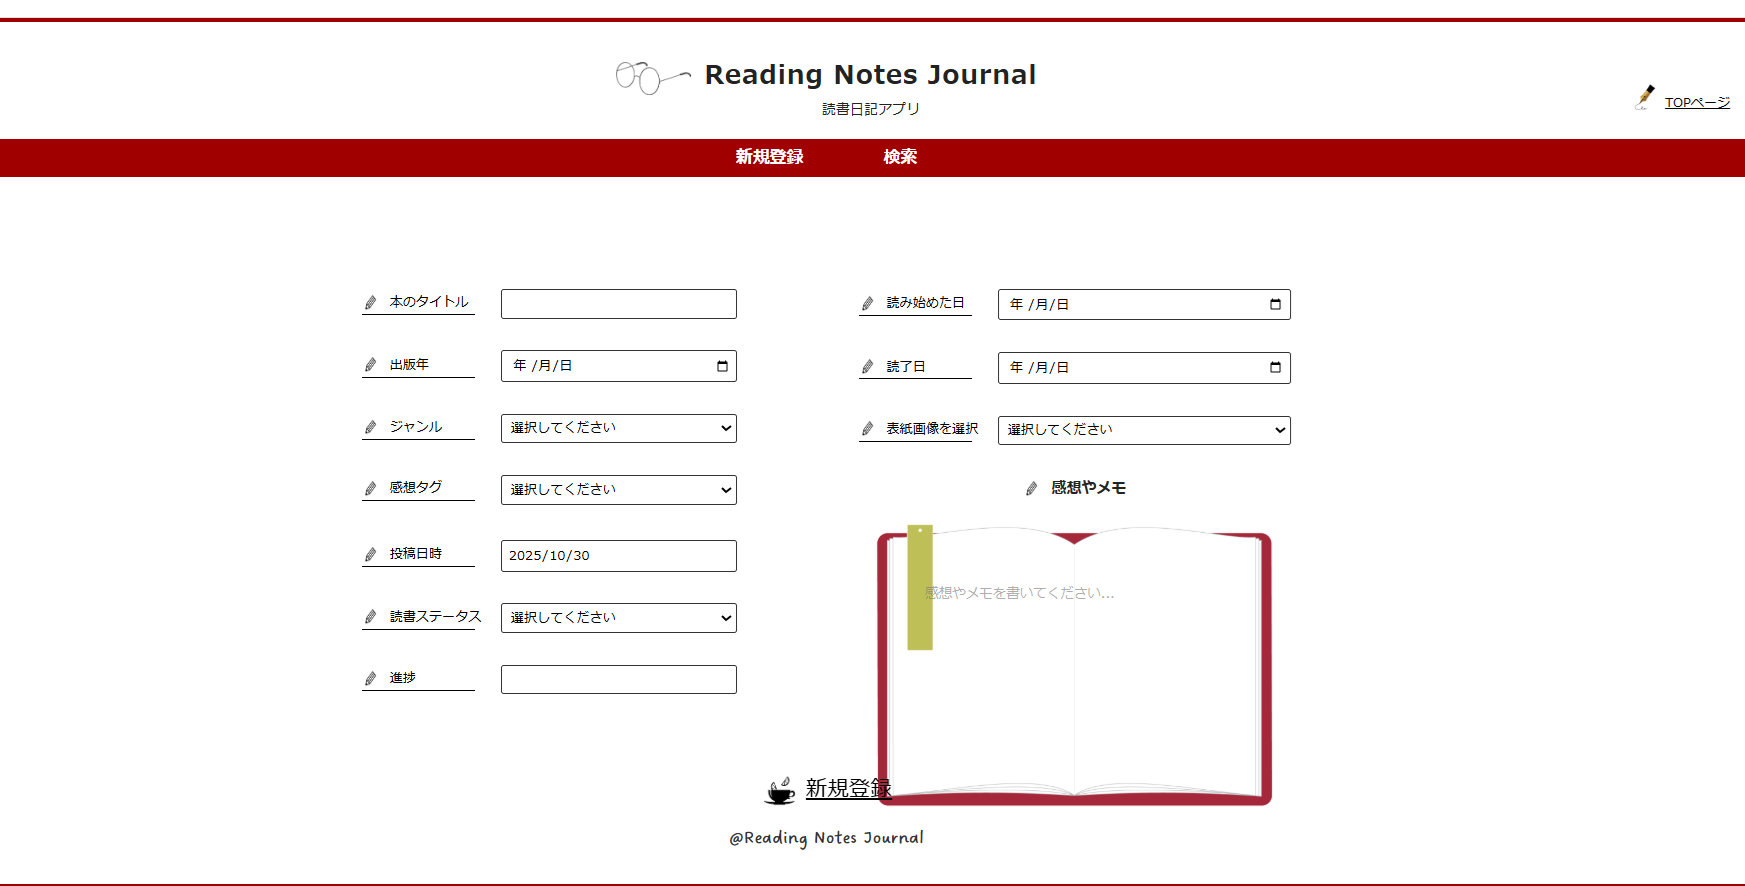 Reading Notes Journal
読書日記アプリ
TOPページ
新規登録 検索
本のタイトル
出版年 年 /月/日
ジャンル 選択してください
感想タグ 選択してください
投稿日時 2025/10/30
読書ステータス 選択してください
進捗
読み始めた日 年 /月/日
読了日 年 /月/日
表紙画像を選択 選択してください
感想やメモ
感想やメモを書いてください...
新規登録
@Reading Notes Journal